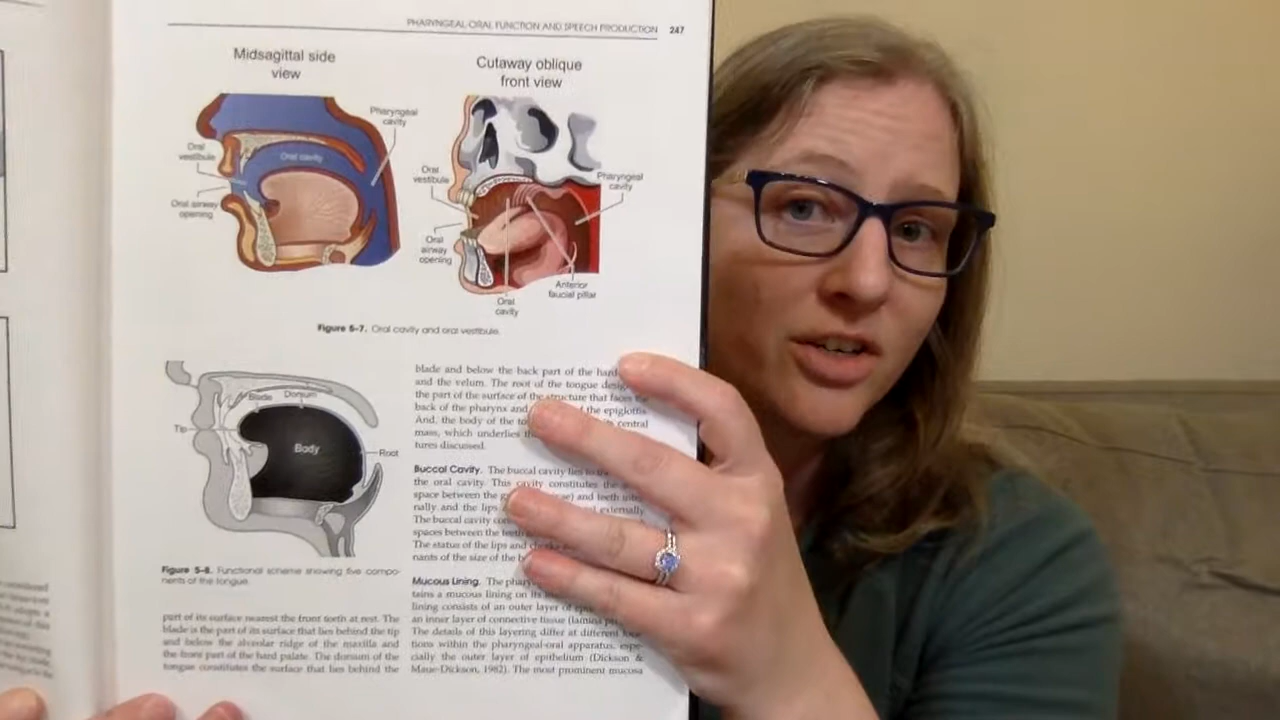 PHARYNGEAL ORAL FUNCTION AND SPEECH PRODUCTION 247
Midsagittal side
view
Pharyngeal
cavity
Oral
vestibule
Oral cavity
Oral airway
opening
Cutaway oblique
front view
Oral
vestibule
Pharyngeal
cavity
Oral
airway
opening
Anterior
faucial pillar
Oral
cavity
Figure 5-7. Oral cavity and oral vestibule.
Blade Dorsum
Tip
Body
Root
Figure 5-8. Functional scheme showing five compo-
nents of the tongue.
part of its surface nearest the front teeth at rest. The
blade is the part of its surface that lies behind the tip
and below the alveolar ridge of the maxilla and
the front part of the hard palate. The dorsum of the
tongue constitutes the surface that lies behind the
blade and below the back part of the hard
and the velum. The root of the tongue
the part of the surface of the structure that faces the
back of the pharynx and the epiglottis.
And, the body of the central
mass, which underlies
tures discussed.
Buccal Cavity. The buccal cavity lies
the oral cavity. This cavity constitutes the
space between the and teeth
nally and the lips externally
The buccal cavity
spaces between the teeth
The status of the lips and
nants of the size of the
Mucous Lining. The
tains a mucous lining on
lining consists of an outer layer of
an inner layer of connective tissue (lamina
The details of this layering differ at different
tions within the pharyngeal-oral apparatus, espe-
cially the outer layer of epithelium (Dickson &
Maue-Dickson, 1982). The most prominent mucosa